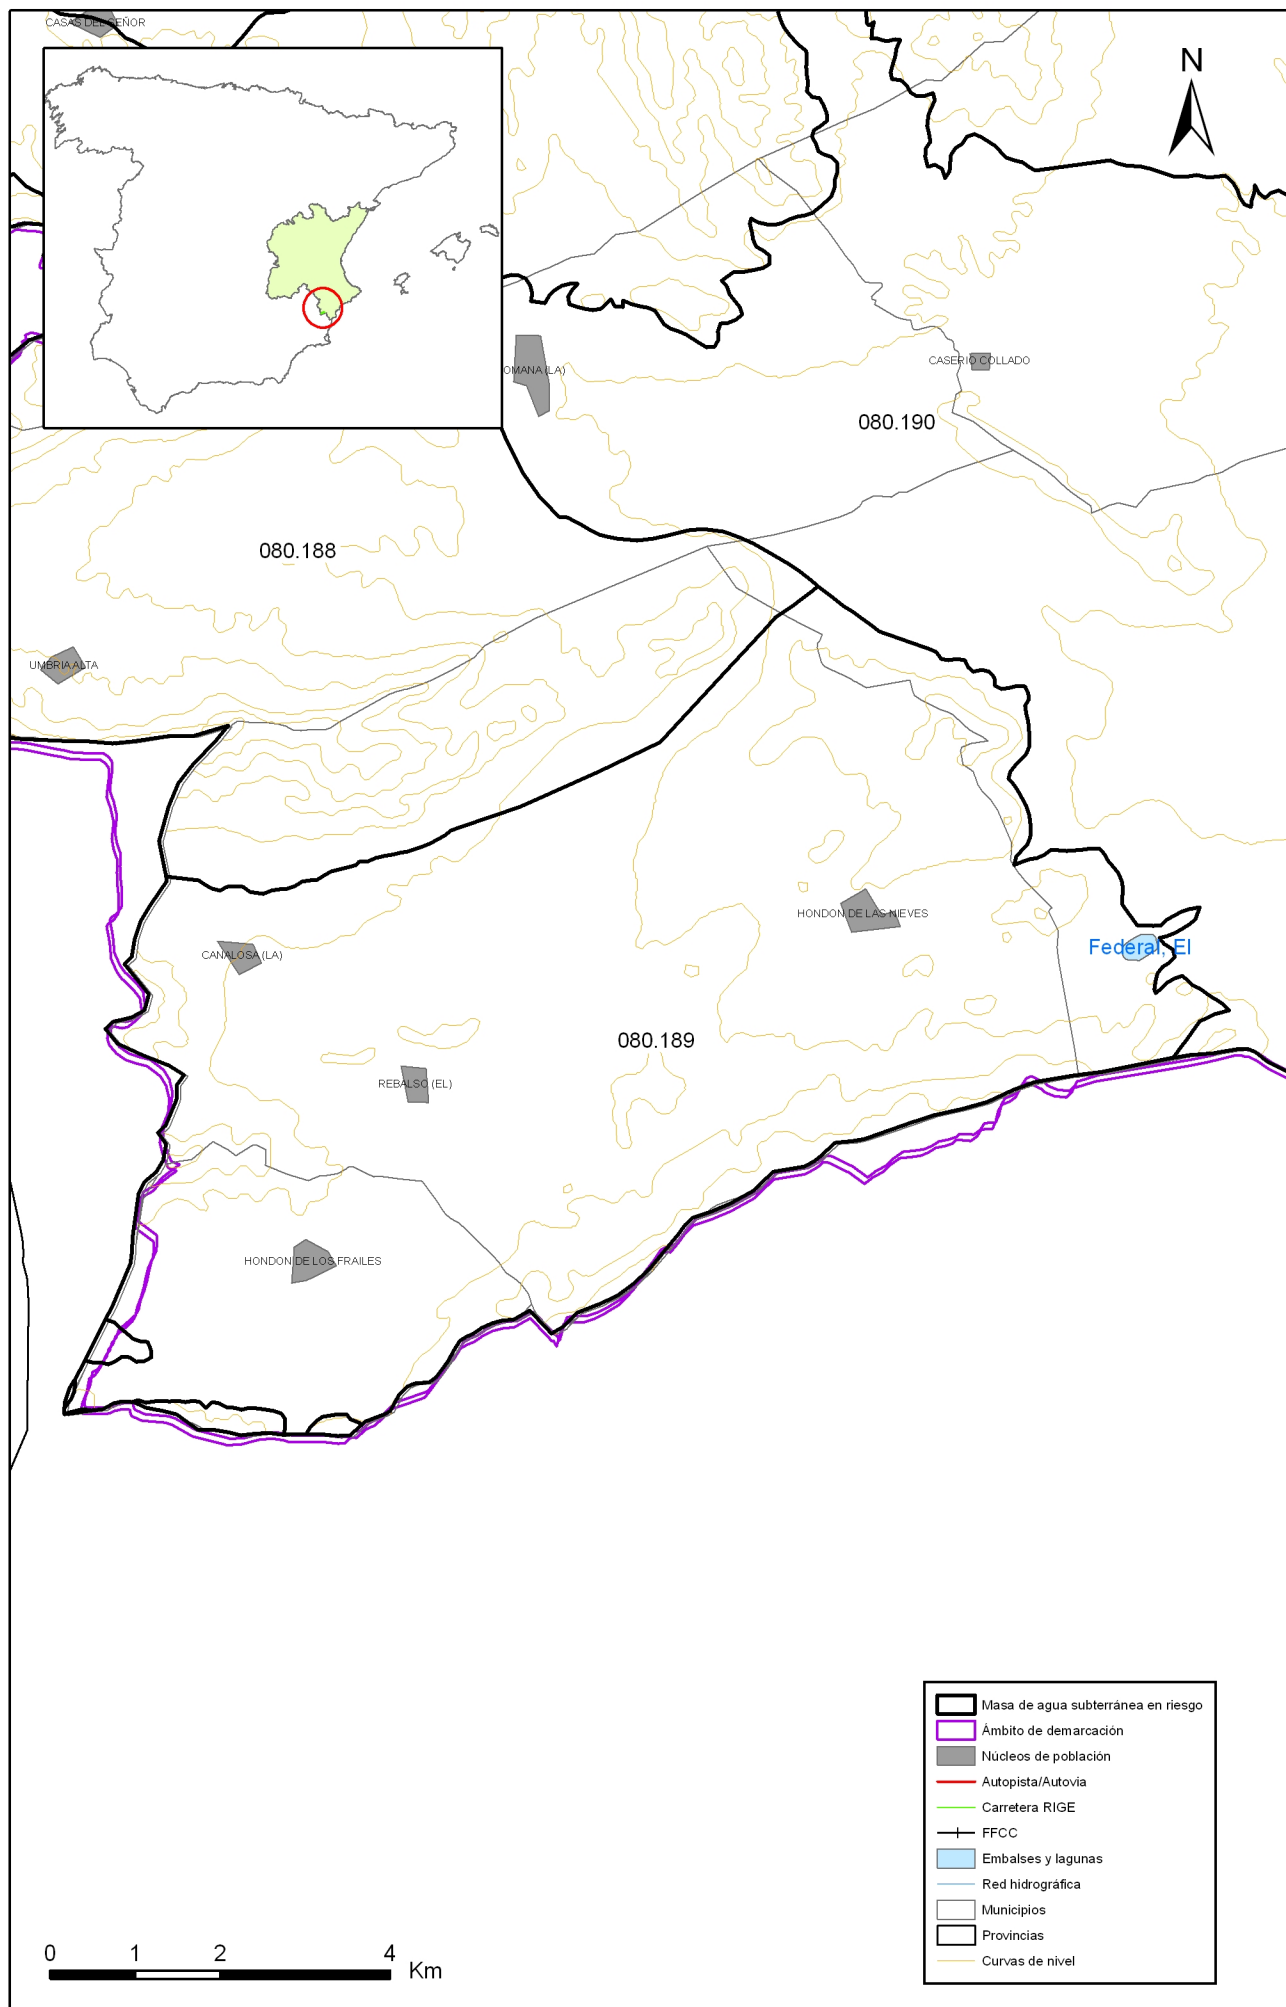 CASAS DEL SEÑOR
N
OMANA (LA)
CASERIO COLLADO
080.190
080.188
UMBRIA ALTA
HONDON DE LAS NIEVES
Federal, El
CANALOSA (LA)
080.189
REBALSO (EL)
HONDON DE LOS FRAILES
Masa de agua subterránea en riesgo
Ámbito de demarcación
Núcleos de población
Autopista/Autovia
Carretera RIGE
FFCC
Embalses y lagunas
Red hidrográfica
Municipios
Provincias
Curvas de nivel
0 1 2 4
Km